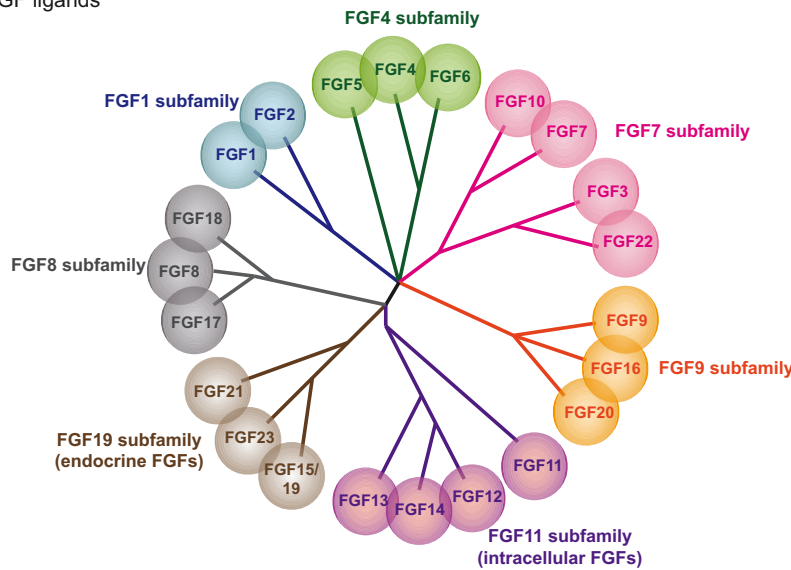 ligands
FGF4 subfamily
FGF5
FGF4
FGF6
FGF10
FGF7
FGF7 subfamily
FGF3
FGF22
FGF1 subfamily
FGF2
FGF1
FGF18
FGF8 subfamily
FGF8
FGF17
FGF9
FGF16
FGF9 subfamily
FGF20
FGF21
FGF23
FGF15/
19
FGF19 subfamily
(endocrine FGFs)
FGF11
FGF13
FGF14
FGF12
FGF11 subfamily
(intracellular FGFs)